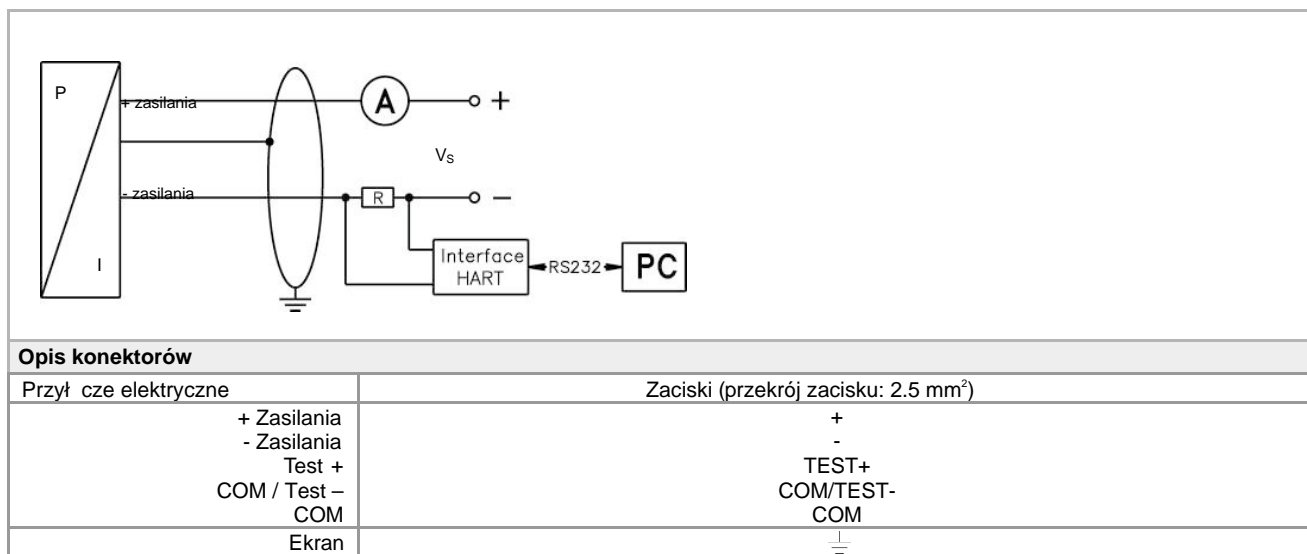 P
+ zasilania
A
+
VS
- zasilania
R
−
I
Interface
HART
RS232
PC
Opis konektorów
Przył cze elektryczne
Zaciski (przekrój zacisku: 2.5 mm²)
+ Zasilania
+
- Zasilania
-
Test +
TEST+
COM / Test –
COM/TEST-
COM
COM
Ekran